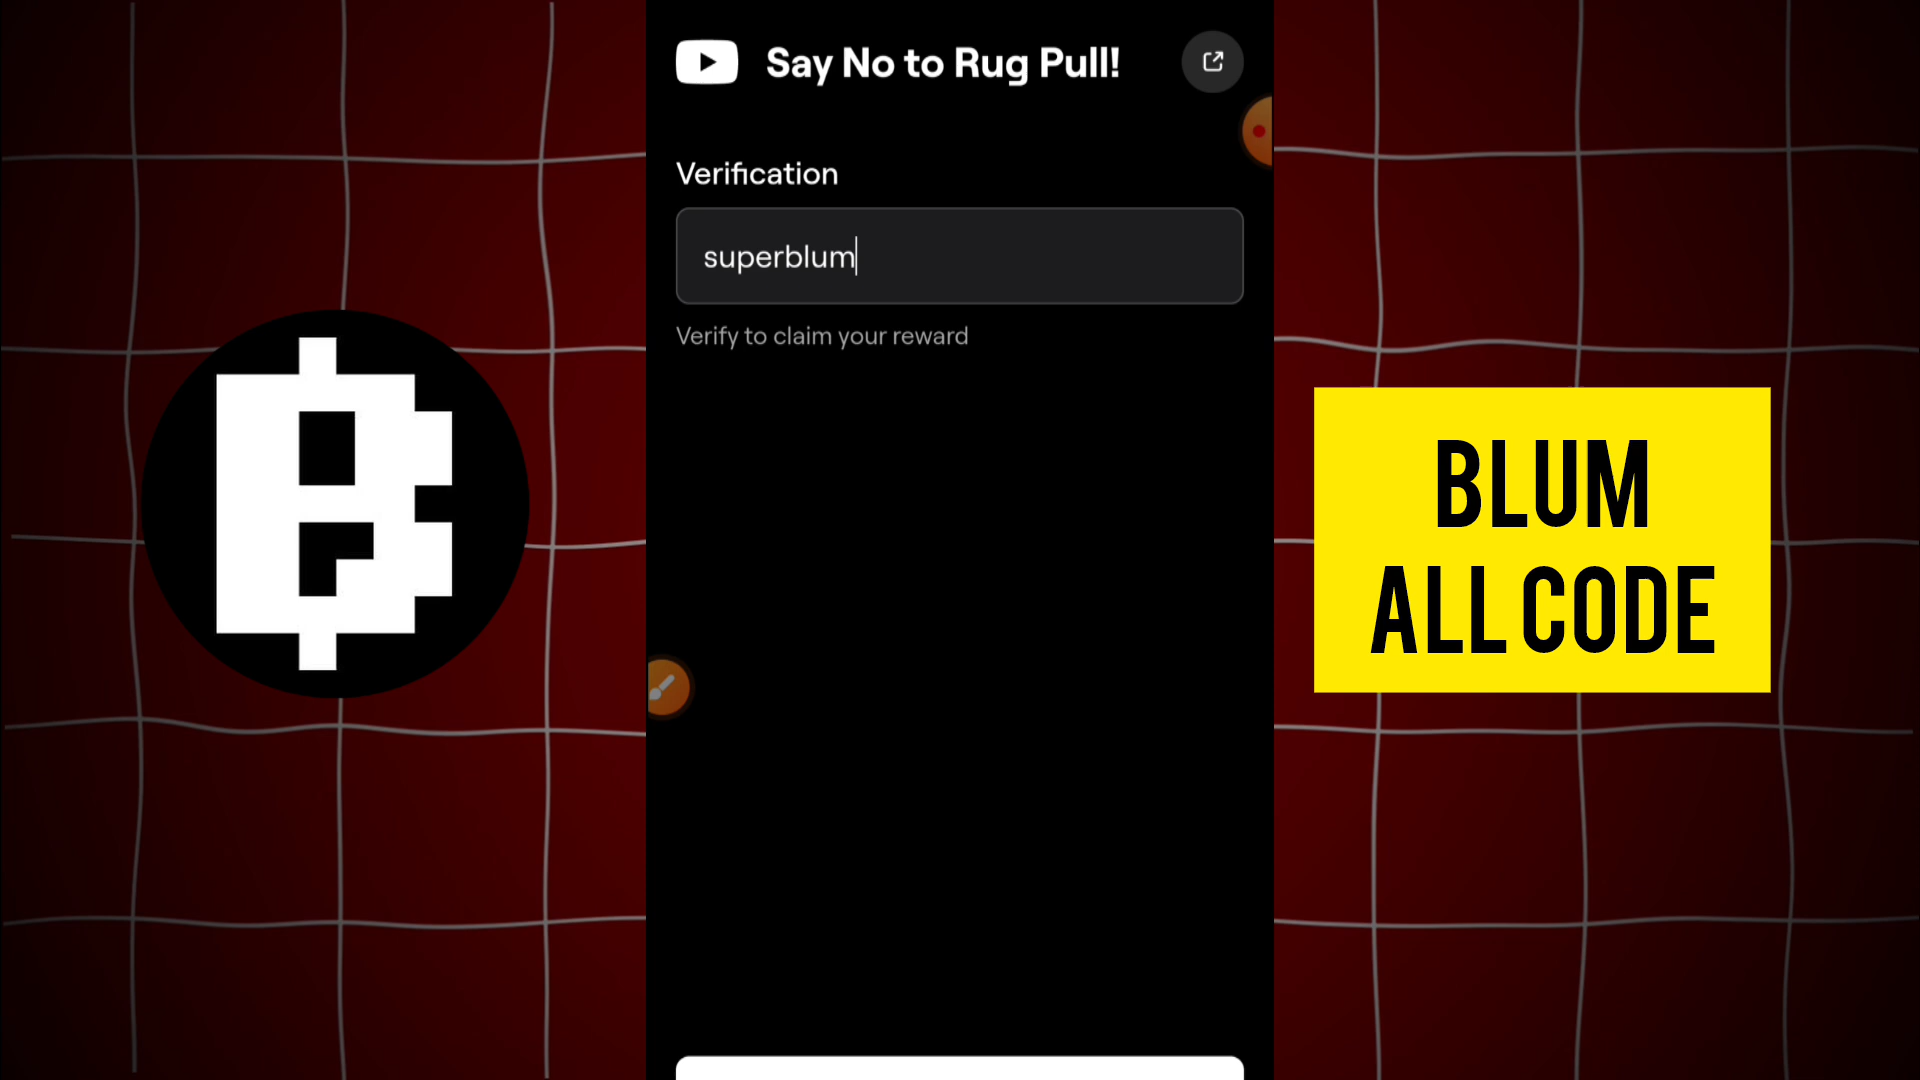 Say No to Rug Pull!
Verification
superblum
Verify to claim your reward
BLUM
ALL CODE